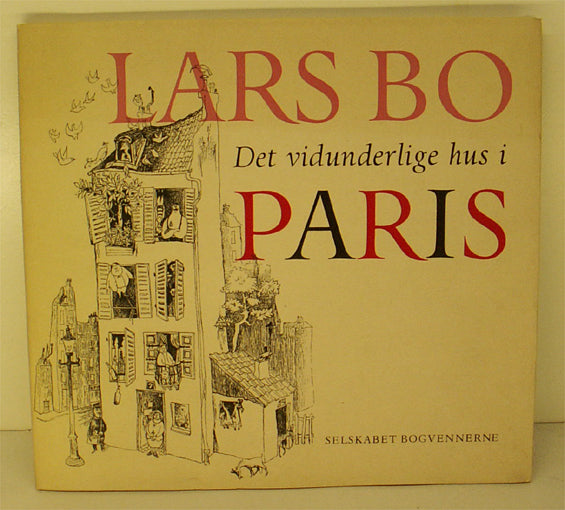 LARS BO
Det vidunderlige hus i
PARIS
SELSKABET BOGVENNERNE